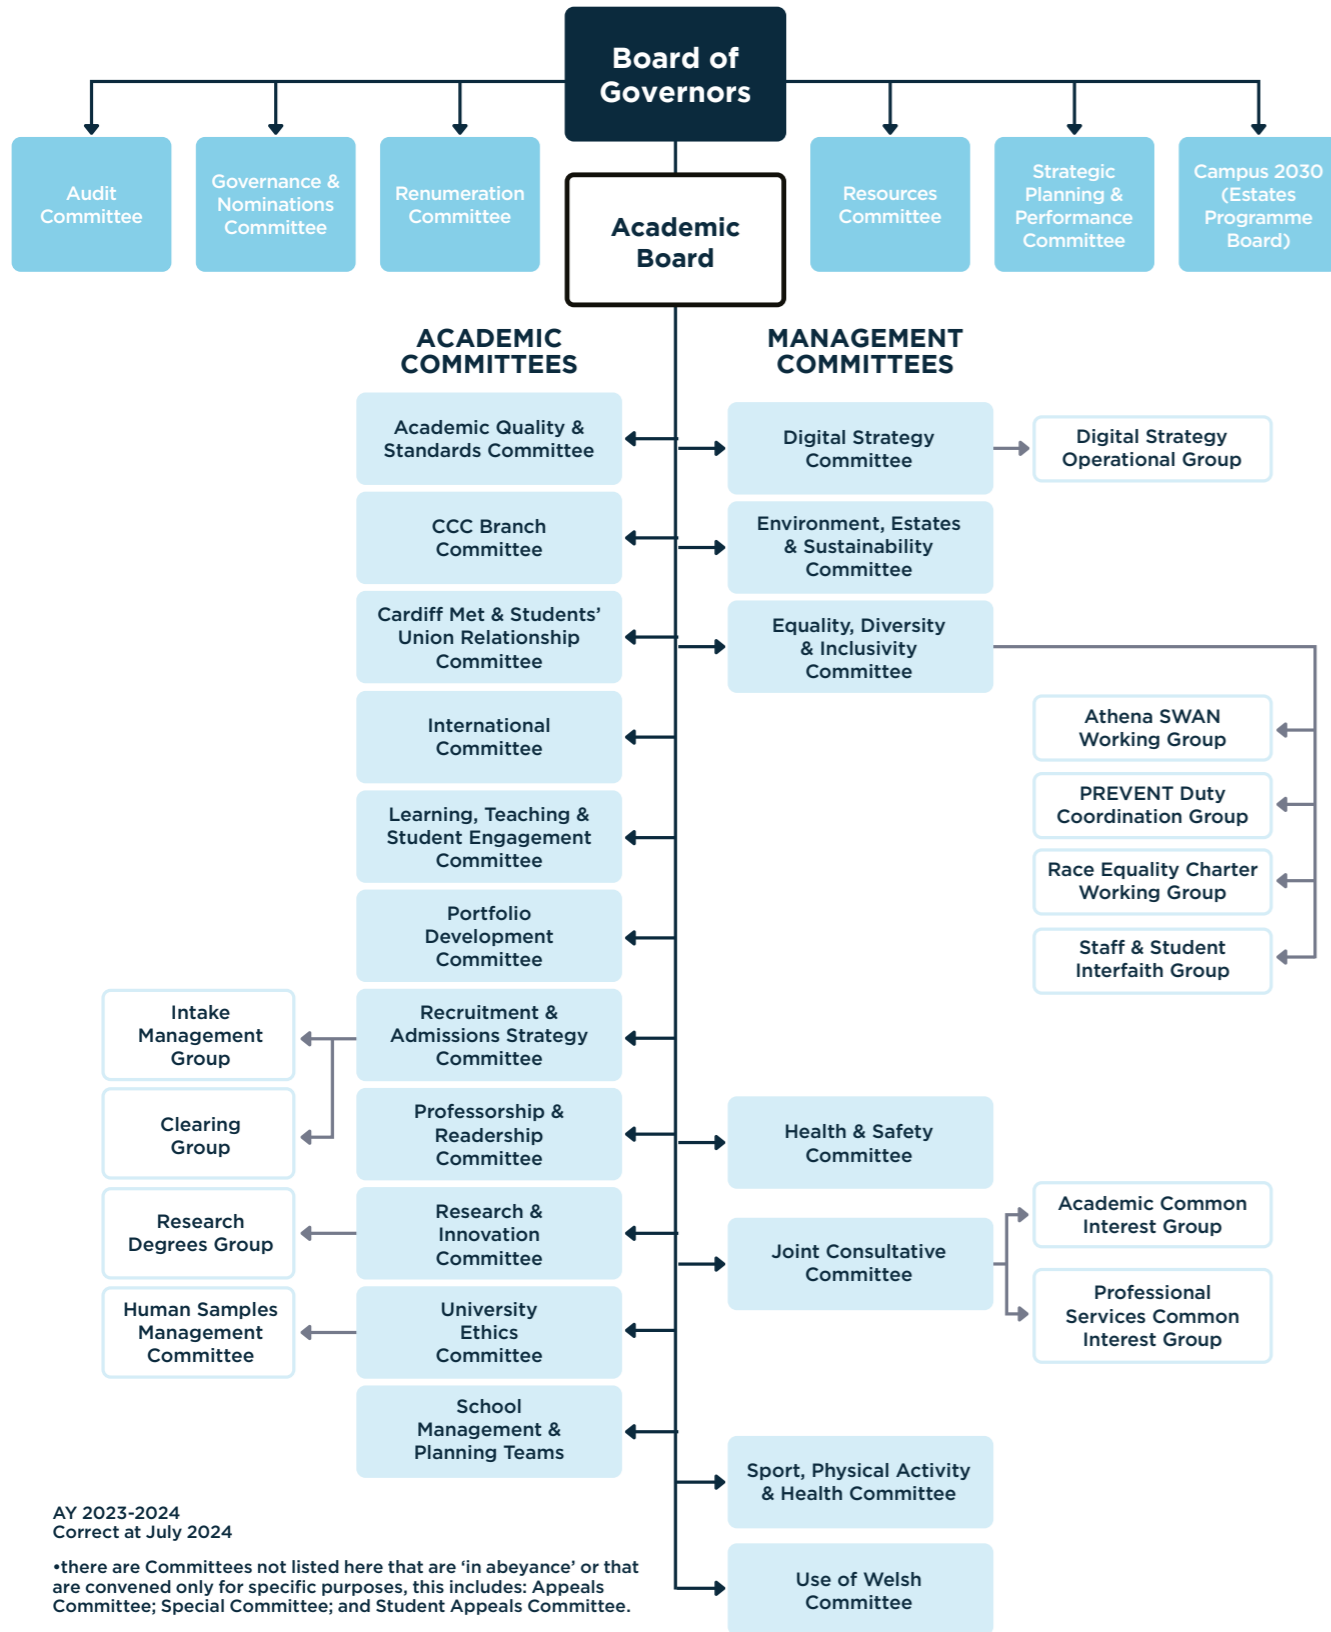 Board of
Governors
Audit
Committee
Governance &
Nominations
Committee
Renumeration
Committee
Resources
Committee
Strategic
Planning &
Performance
Committee
Campus 2030
(Estates
Programme
Board)
Academic
Board
ACADEMIC
COMMITTEES
MANAGEMENT
COMMITTEES
Academic Quality &
Standards Committee
CCC Branch
Committee
Cardiff Met & Students’
Union Relationship
Committee
International
Committee
Learning, Teaching &
Student Engagement
Committee
Portfolio
Development
Committee
Recruitment &
Admissions Strategy
Committee
Intake
Management
Group
Clearing
Group
Professorship &
Readership
Committee
Research &
Innovation
Committee
Research
Degrees Group
University
Ethics
Committee
Human Samples
Management
Committee
School
Management &
Planning Teams
Digital Strategy
Committee
Digital Strategy
Operational Group
Environment, Estates
& Sustainability
Committee
Equality, Diversity
& Inclusivity
Committee
Athena SWAN
Working Group
PREVENT Duty
Coordination Group
Race Equality Charter
Working Group
Staff & Student
Interfaith Group
Health & Safety
Committee
Joint Consultative
Committee
Academic Common
Interest Group
Professional
Services Common
Interest Group
Sport, Physical Activity
& Health Committee
Use of Welsh
Committee
AY 2023-2024
Correct at July 2024
•there are Committees not listed here that are ‘in abeyance’ or that
are convened only for specific purposes, this includes: Appeals
Committee; Special Committee; and Student Appeals Committee.